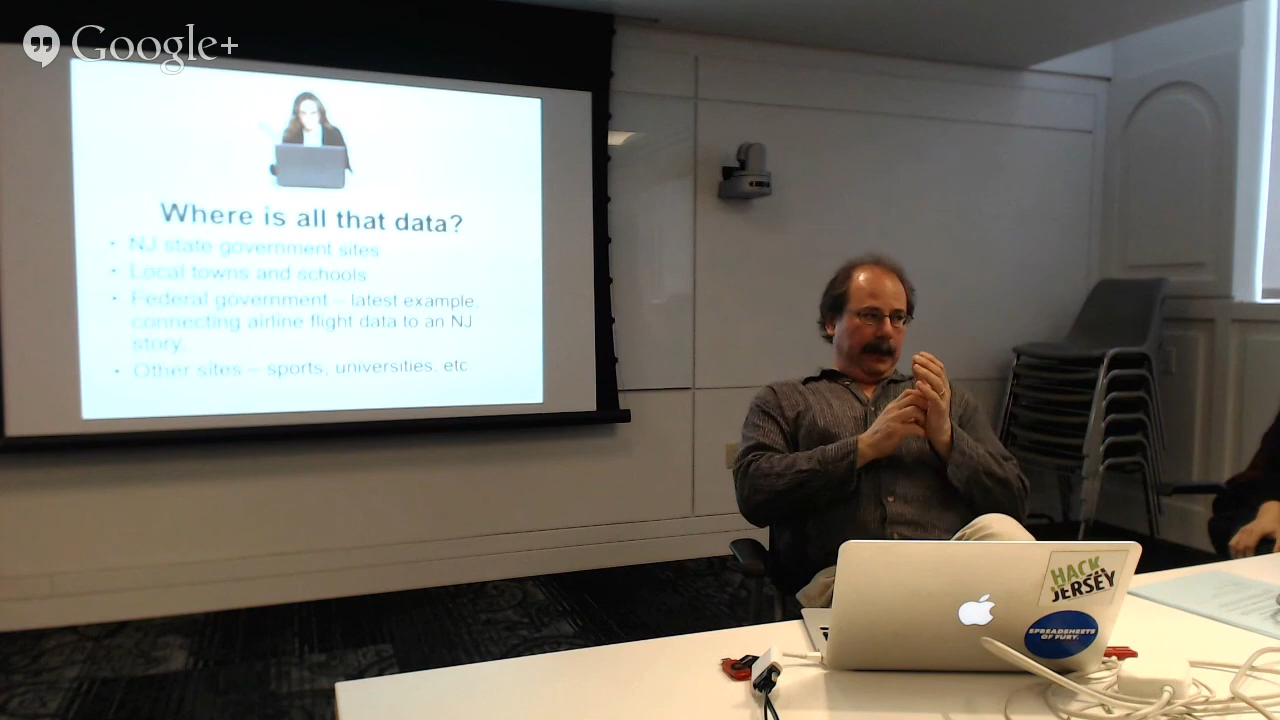 Google+
Where is all that data?
• NJ state government sites
• Local towns and schools
• Federal government – latest example,
connecting airline flight data to an NJ
story.
• Other sites – sports, universities, etc
HACK
JERSEY
SPREADSHEETS
OF FURY.